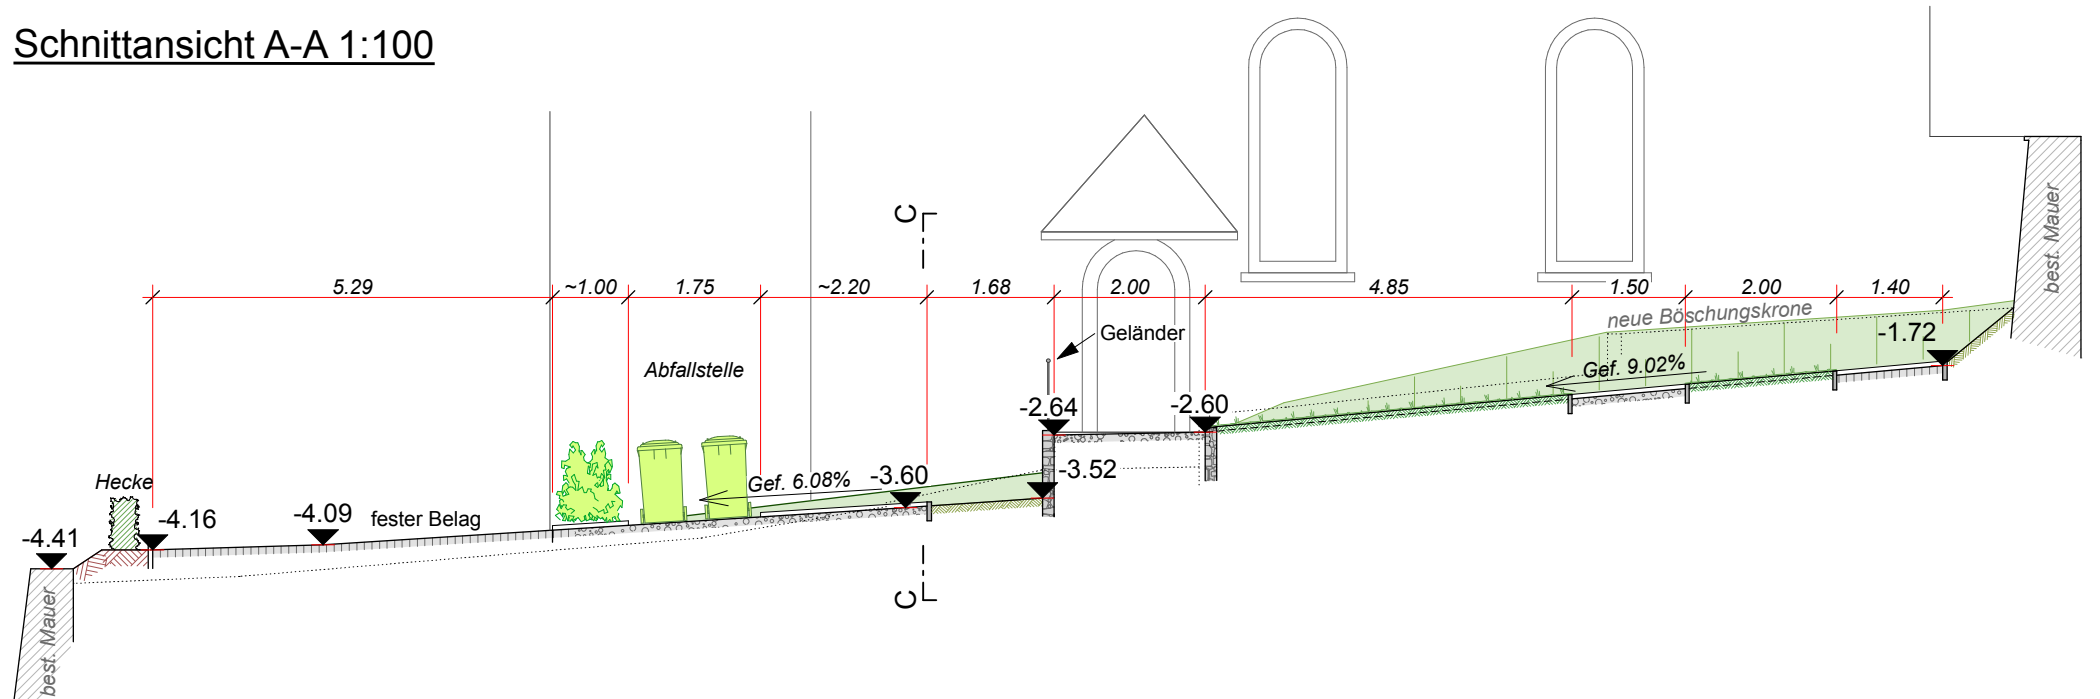 Schnittansicht A-A 1:100
C
5.29
~1.00
1.75
~2.20
1.68
2.00
4.85
1.50
2.00
1.40
best. Mauer
neue Böschungskrone
Geländer
-1.72
Abfallstelle
Gef. 9.02%
-2.64
-2.60
Hecke
Gef. 6.08%
-3.60
-3.52
-4.41
-4.16
-4.09
fester Belag
C
best. Mauer